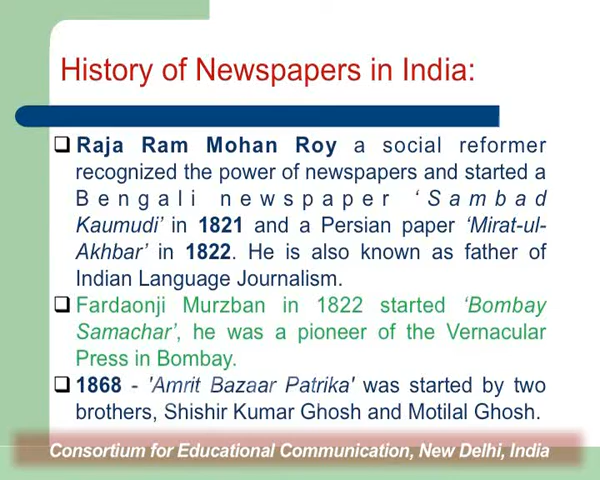 History of Newspapers in India:
❑ Raja Ram Mohan Roy a social reformer
recognized the power of newspapers and started a
Bengali newspaper ‘Sambad
Kaumudi’ in 1821 and a Persian paper ‘Mirat-ul-
Akhbar’ in 1822. He is also known as father of
Indian Language Journalism.
❑ Fardaonji Murzban in 1822 started ‘Bombay
Samachar’, he was a pioneer of the Vernacular
Press in Bombay.
❑ 1868 - 'Amrit Bazaar Patrika' was started by two
brothers, Shishir Kumar Ghosh and Motilal Ghosh.
Consortium for Educational Communication, New Delhi, India